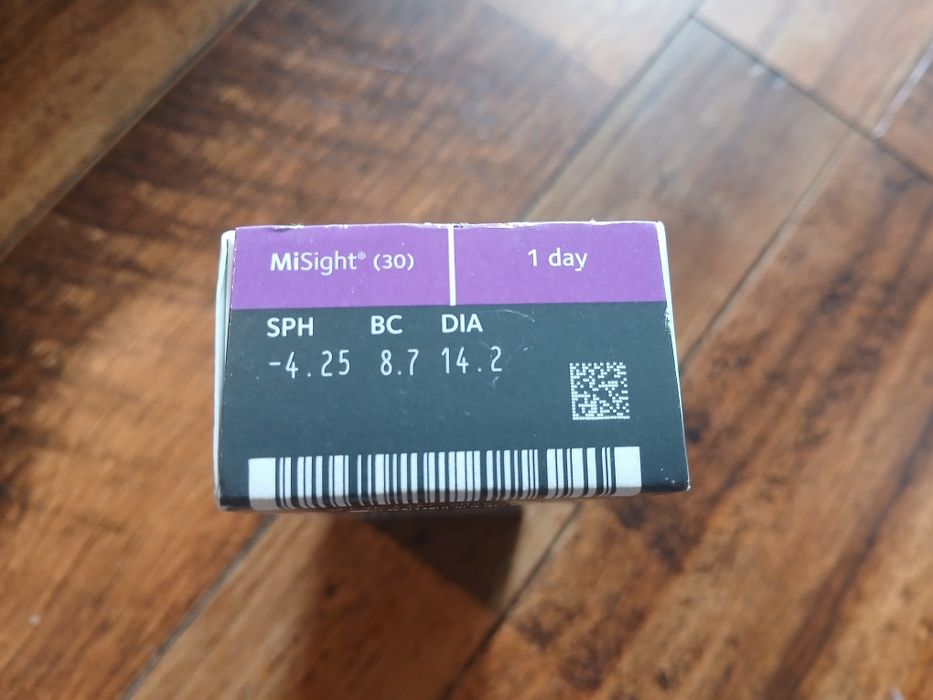 MiSight® (30) 1 day
SPH BC DIA
-4.25 8.7 14.2